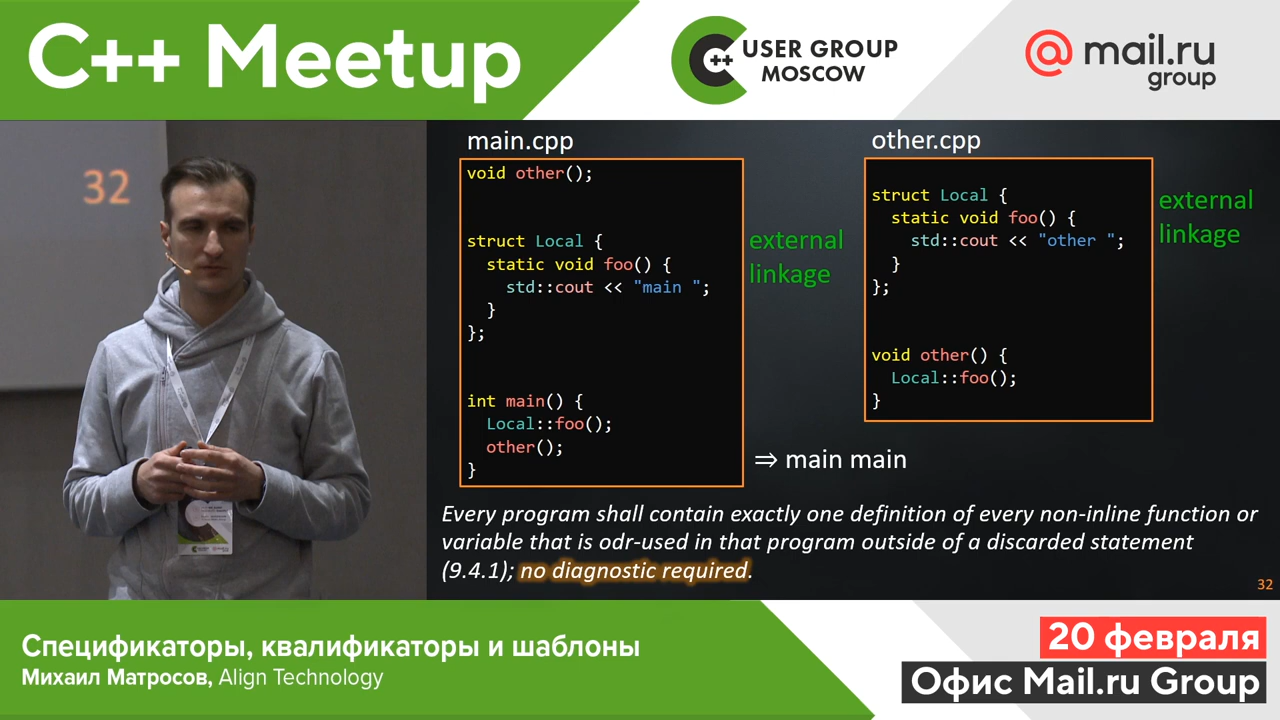 C++ Meetup
C++ USER GROUP
MOSCOW
@mail.ru
group
32
main.cpp
void other();
struct Local {
  static void foo() {
    std::cout << "main ";
  }
};
int main() {
  Local::foo();
  other();
}
external
linkage
other.cpp
struct Local {
  static void foo() {
    std::cout << "other ";
  }
};
void other() {
  Local::foo();
}
external
linkage
⇒ main main
Every program shall contain exactly one definition of every non-inline function or
variable that is odr-used in that program outside of a discarded statement
(9.4.1); no diagnostic required.
32
Спецификаторы, квалификаторы и шаблоны
Михаил Матросов, Align Technology
20 февраля
Офис Mail.ru Group